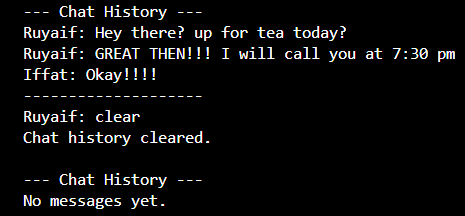 --- Chat History ---
Ruyaif: Hey there? up for tea today?
Ruyaif: GREAT THEN!!! I will call you at 7:30 pm
Iffat: Okay!!!!
--------------------
Ruyaif: clear
Chat history cleared.

--- Chat History ---
No messages yet.